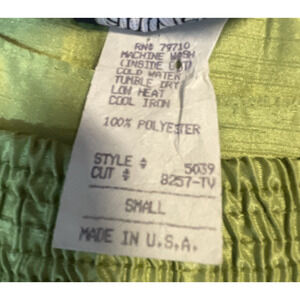 RN# 79710
MACHINE WASH
(INSIDE OUT)
COLD WATER
TUMBLE DRY
LOW HEAT
COOL IRON
100% POLYESTER
STYLE # 5039
CUT # 8257-TV
SMALL
MADE IN U.S.A.